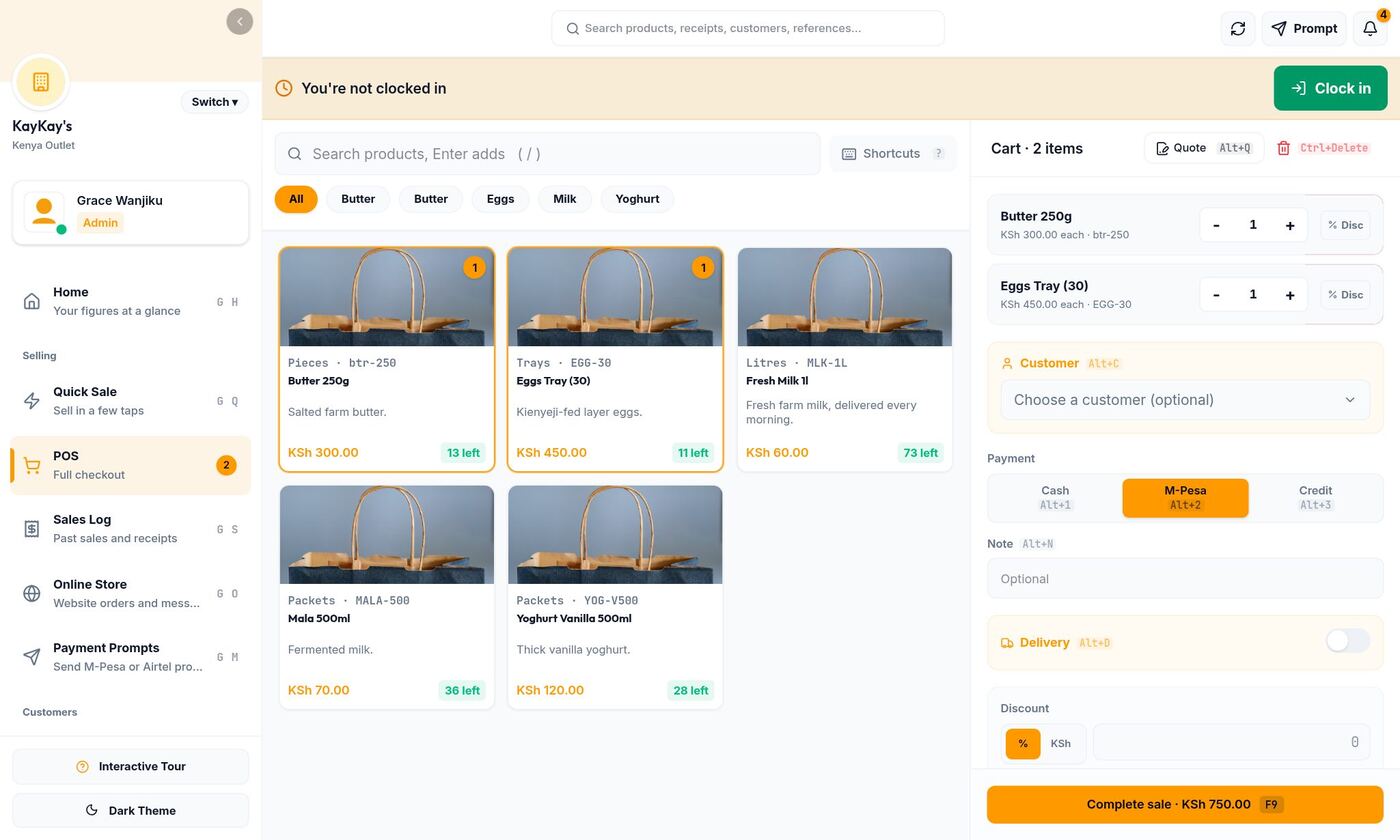 Search products, receipts, customers, references...
Prompt
4
Switch ▾
KayKay's
Kenya Outlet
Grace Wanjiku
Admin
Home
Your figures at a glance
G H
Selling
Quick Sale
Sell in a few taps
G Q
POS
Full checkout
2
Sales Log
Past sales and receipts
G S
Online Store
Website orders and mess...
G O
Payment Prompts
Send M-Pesa or Airtel pro...
G M
Customers
Interactive Tour
Dark Theme
You're not clocked in
Clock in
Search products, Enter adds ( / )
Shortcuts ?
All
Butter
Butter
Eggs
Milk
Yoghurt
1
Pieces · btr-250
Butter 250g
Salted farm butter.
KSh 300.00
13 left
1
Trays · EGG-30
Eggs Tray (30)
Kienyeji-fed layer eggs.
KSh 450.00
11 left
Litres · MLK-1L
Fresh Milk 1l
Fresh farm milk, delivered every
morning.
KSh 60.00
73 left
Packets · MALA-500
Mala 500ml
Fermented milk.
KSh 70.00
36 left
Packets · YOG-V500
Yoghurt Vanilla 500ml
Thick vanilla yoghurt.
KSh 120.00
28 left
Cart · 2 items
Quote Alt+Q
Ctrl+Delete
Butter 250g
KSh 300.00 each · btr-250
- 1 +
% Disc
Eggs Tray (30)
KSh 450.00 each · EGG-30
- 1 +
% Disc
Customer Alt+C
Choose a customer (optional)
Payment
Cash
Alt+1
M-Pesa
Alt+2
Credit
Alt+3
Note Alt+N
Optional
Delivery Alt+D
Discount
% KSh
0
Complete sale · KSh 750.00 F9